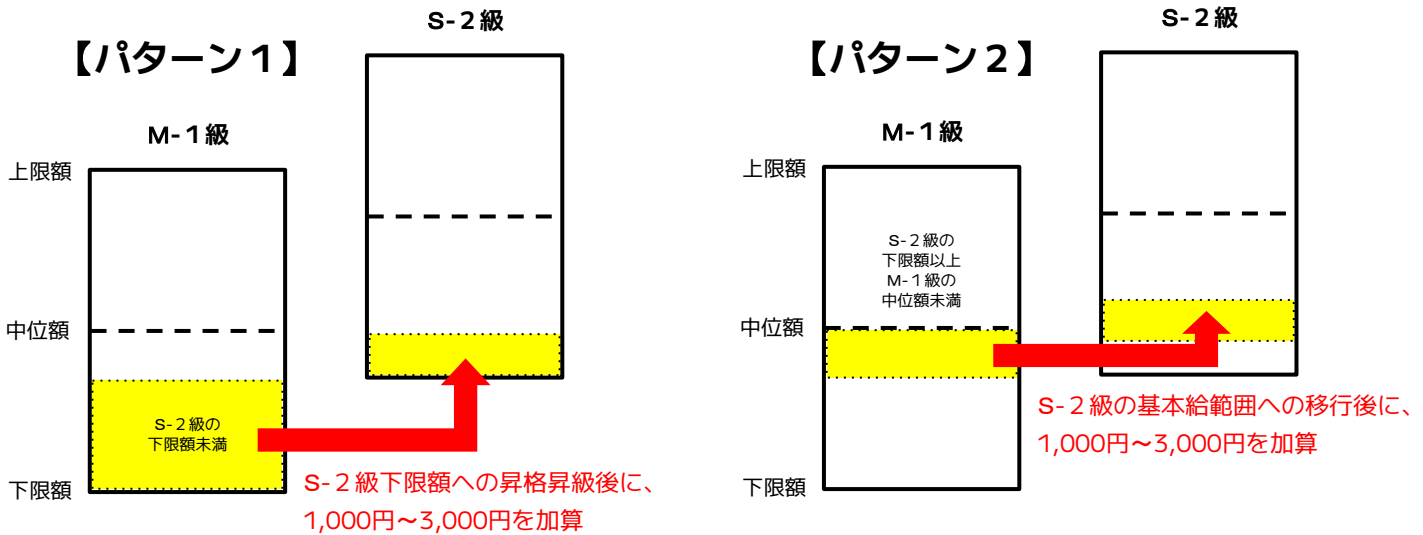 【パターン１】
S-２級
M-１級
上限額
中位額
下限額
S-２級の
下限額未満
S-２級下限額への昇格昇級後に、
1,000円～3,000円を加算
【パターン２】
S-２級
M-１級
上限額
中位額
下限額
S-２級の
下限額以上
M-１級の
中位額未満
S-２級の基本給範囲への移行後に、
1,000円～3,000円を加算